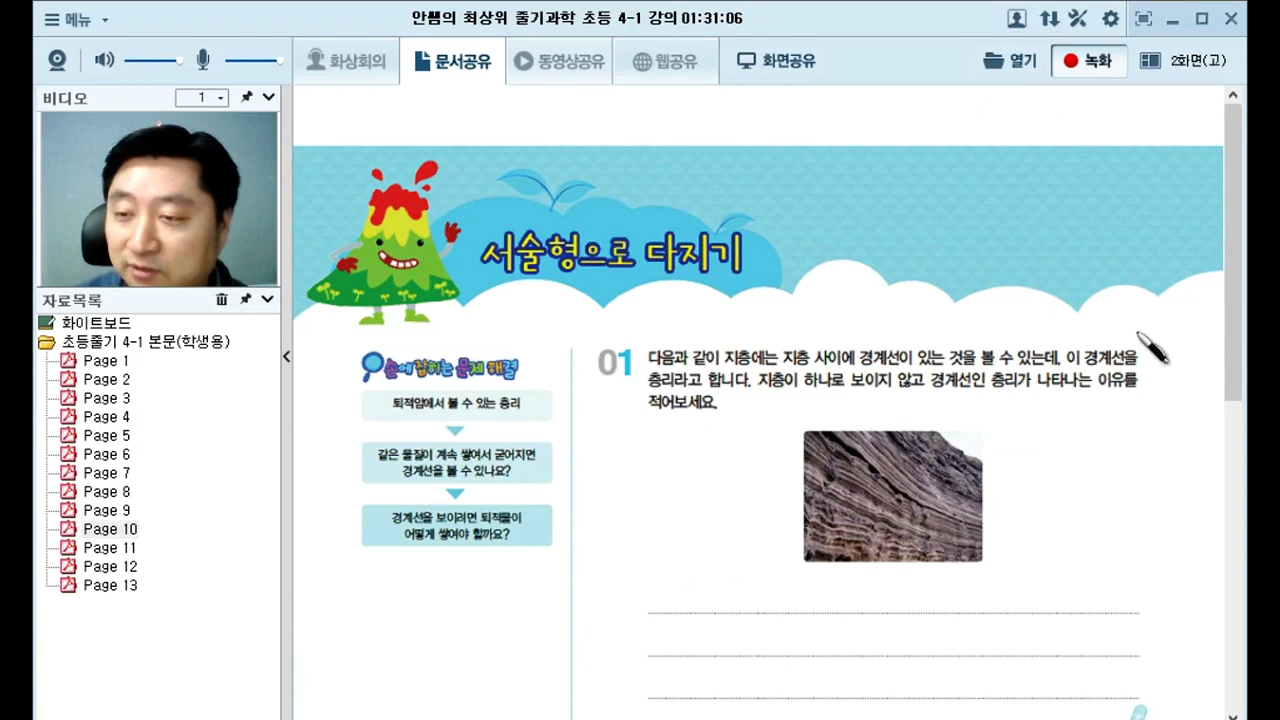 메뉴
안쌤의 최상위 줄기과학 초등 4-1 강의 01:31:06
화상회의
문서공유
동영상공유
웹공유
화면공유
열기
녹화
2화면(고)
비디오
1
자료목록
화이트보드
초등줄기 4-1 본문(학생용)
Page 1
Page 2
Page 3
Page 4
Page 5
Page 6
Page 7
Page 8
Page 9
Page 10
Page 11
Page 12
Page 13
서술형으로 다지기
손에 잡히는 문제 해결
퇴적암에서 볼 수 있는 층리
같은 물질이 계속 쌓여서 굳어지면
경계선을 볼 수 있나요?
경계선을 보이려면 퇴적물이
어떻게 쌓여야 할까요?
01
다음과 같이 지층에는 지층 사이에 경계선이 있는 것을 볼 수 있는데, 이 경계선을
층리라고 합니다. 지층이 하나로 보이지 않고 경계선인 층리가 나타나는 이유를
적어보세요.